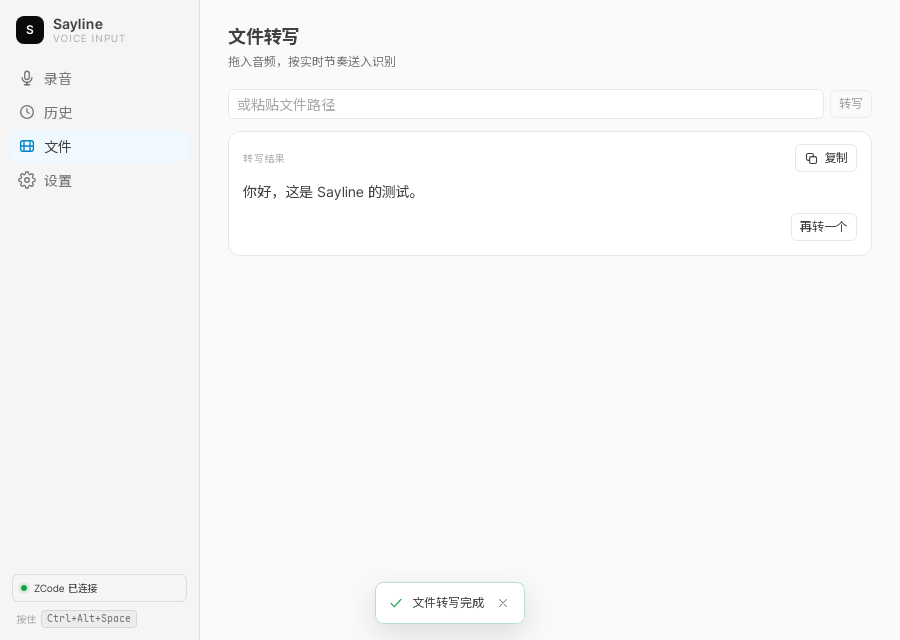 S
Sayline
VOICE INPUT
录音
历史
文件
设置
ZCode 已连接
按住 Ctrl+Alt+Space
文件转写
拖入音频，按实时节奏送入识别
或粘贴文件路径
转写
转写结果
复制
你好，这是 Sayline 的测试。
再转一个
文件转写完成